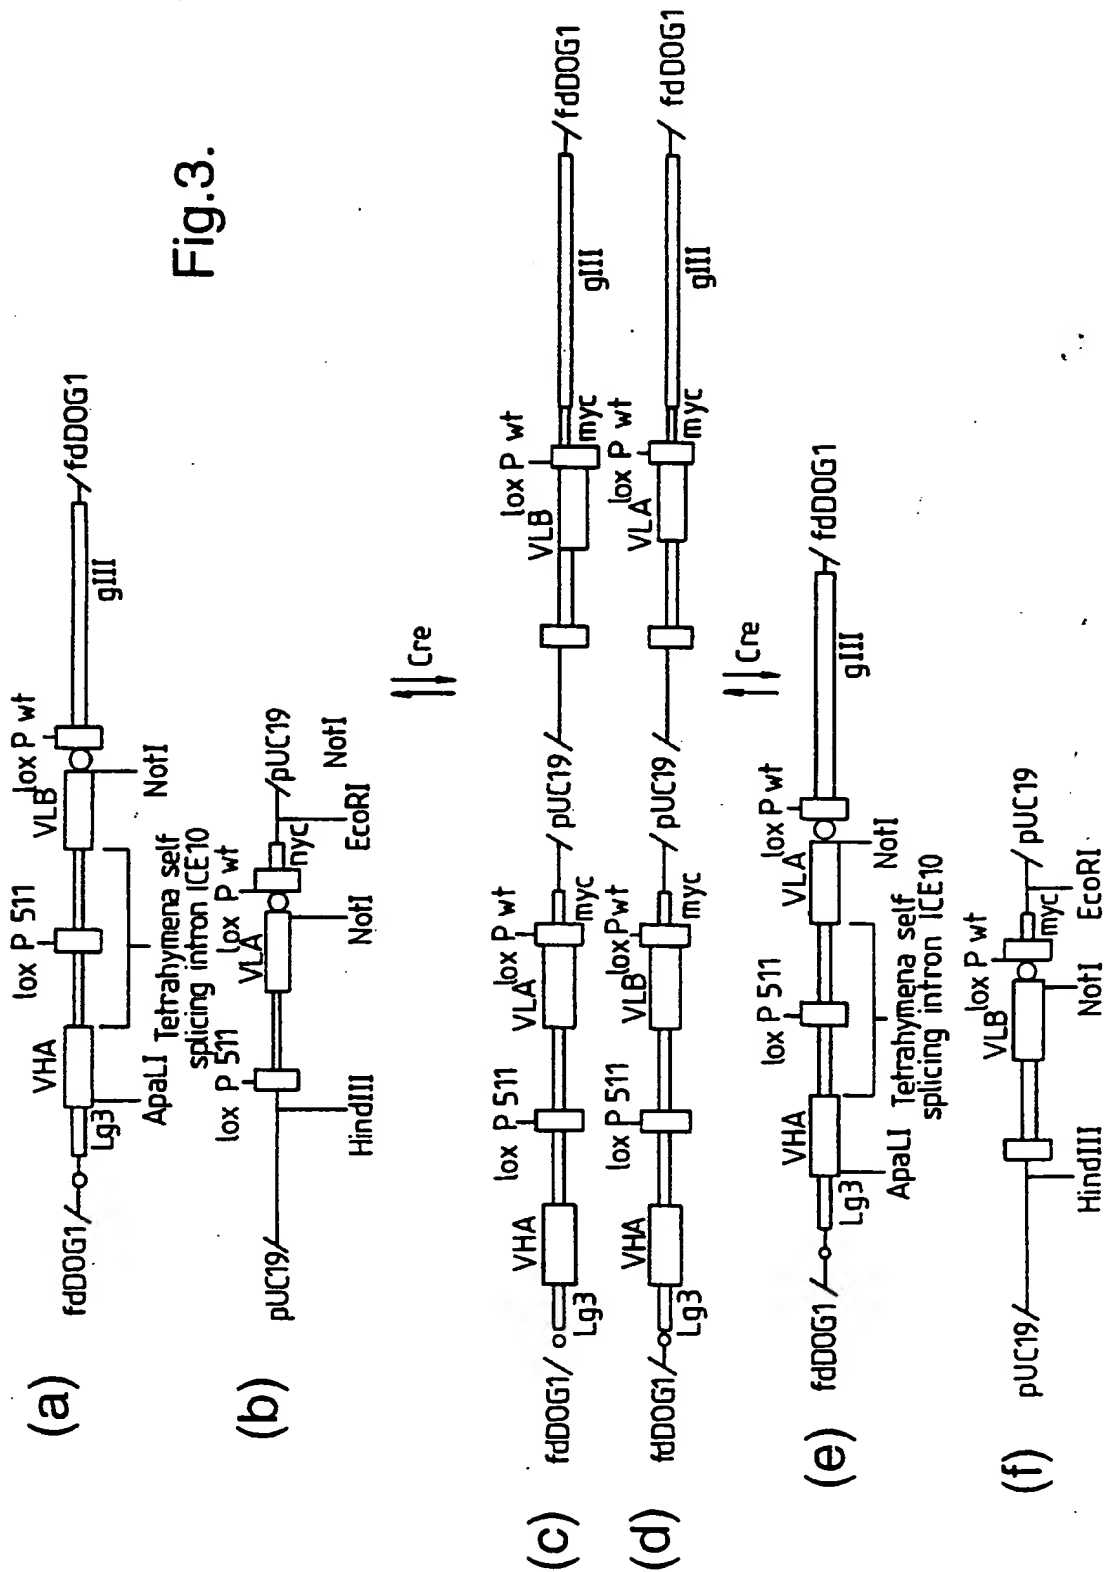 Fig.3.
(a)
fdDOG1
Lg3
VHA
ApaLI
lox P 511
Tetrahymena self
splicing intron ICE10
VLB
NotI
lox P wt
gIII
fdDOG1
(b)
pUC19
HindIII
lox P 511
VLA
NotI
lox P wt
myc
EcoRI
pUC19
NotI
Cre
(c)
fdDOG1
Lg3
VHA
lox P 511
VLA
lox P wt
myc
pUC19
VLB
lox P wt
myc
gIII
fdDOG1
(d)
fdDOG1
Lg3
VHA
lox P 511
VLB
lox P wt
myc
pUC19
VLA
lox P wt
myc
gIII
fdDOG1
Cre
(e)
fdDOG1
Lg3
VHA
ApaLI
lox P 511
Tetrahymena self
splicing intron ICE10
VLA
NotI
lox P wt
gIII
fdDOG1
(f)
pUC19
HindIII
VLB
NotI
lox P wt
myc
EcoRI
pUC19